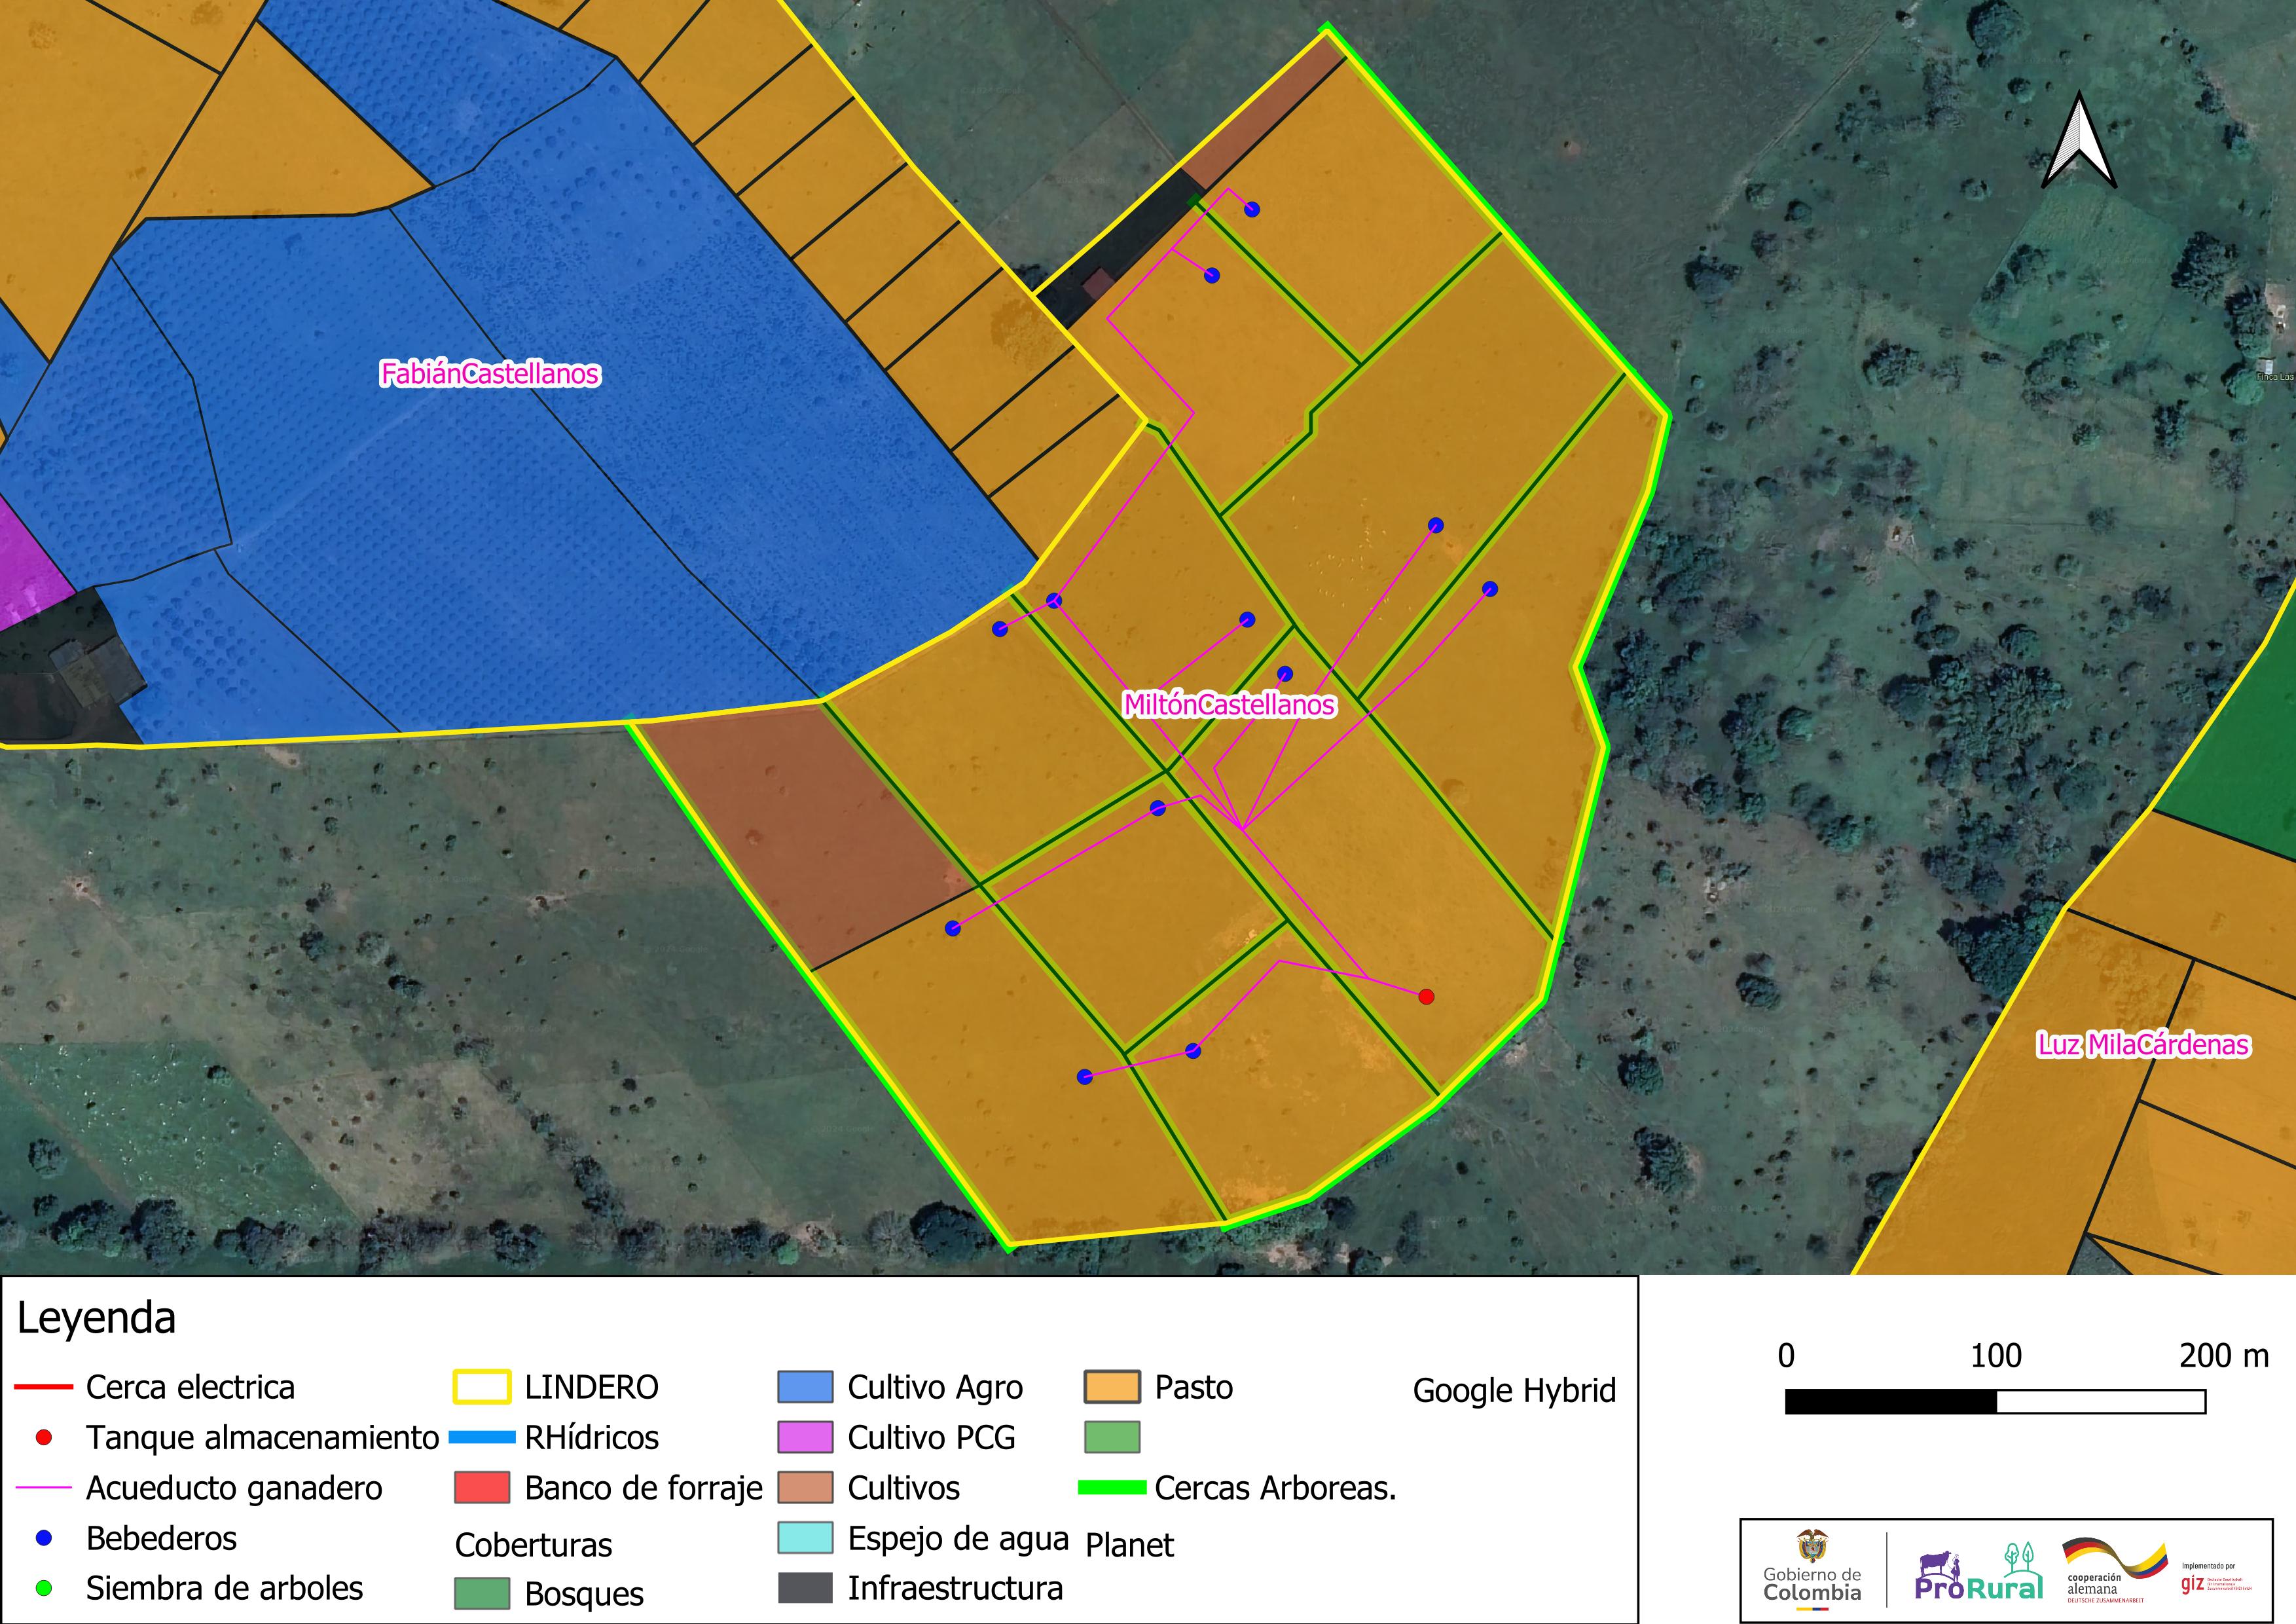 FabiánCastellanos
MiltónCastellanos
Luz MilaCárdenas
Finca Las
Leyenda
Cerca electrica
Tanque almacenamiento
Acueducto ganadero
Bebederos
Siembra de arboles
LINDERO
RHídricos
Banco de forraje
Coberturas
Bosques
Cultivo Agro
Cultivo PCG
Cultivos
Espejo de agua
Infraestructura
Pasto
Cercas Arboreas.
Planet
Google Hybrid
0 100 200 m
Gobierno de
Colombia
ProRural
cooperación
alemana
DEUTSCHE ZUSAMMENARBEIT
Implementado por
giz